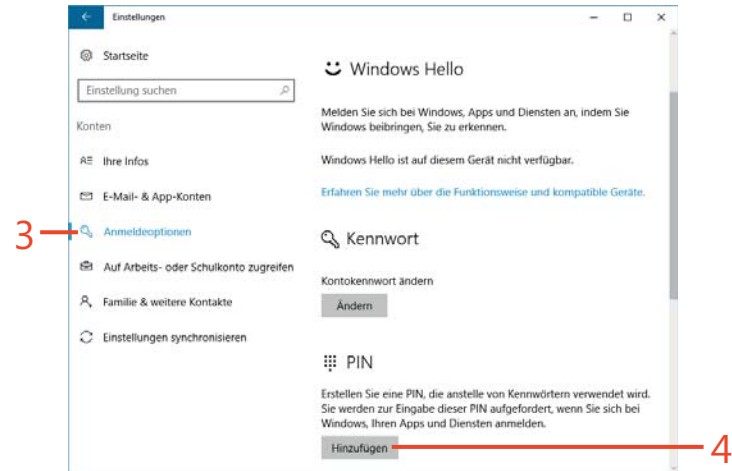 Einstellungen
Startseite
Einstellung suchen
Konten
Ihre Infos
E-Mail- & App-Konten
3
Anmeldeoptionen
Auf Arbeits- oder Schulkonto zugreifen
Familie & weitere Kontakte
Einstellungen synchronisieren
Windows Hello
Melden Sie sich bei Windows, Apps und Diensten an, indem Sie
Windows beibringen, Sie zu erkennen.
Windows Hello ist auf diesem Gerät nicht verfügbar.
Erfahren Sie mehr über die Funktionsweise und kompatible Geräte.
Kennwort
Kontokennwort ändern
Ändern
PIN
Erstellen Sie eine PIN, die anstelle von Kennwörtern verwendet wird.
Sie werden zur Eingabe dieser PIN aufgefordert, wenn Sie sich bei
Windows, Ihren Apps und Diensten anmelden.
Hinzufügen
4